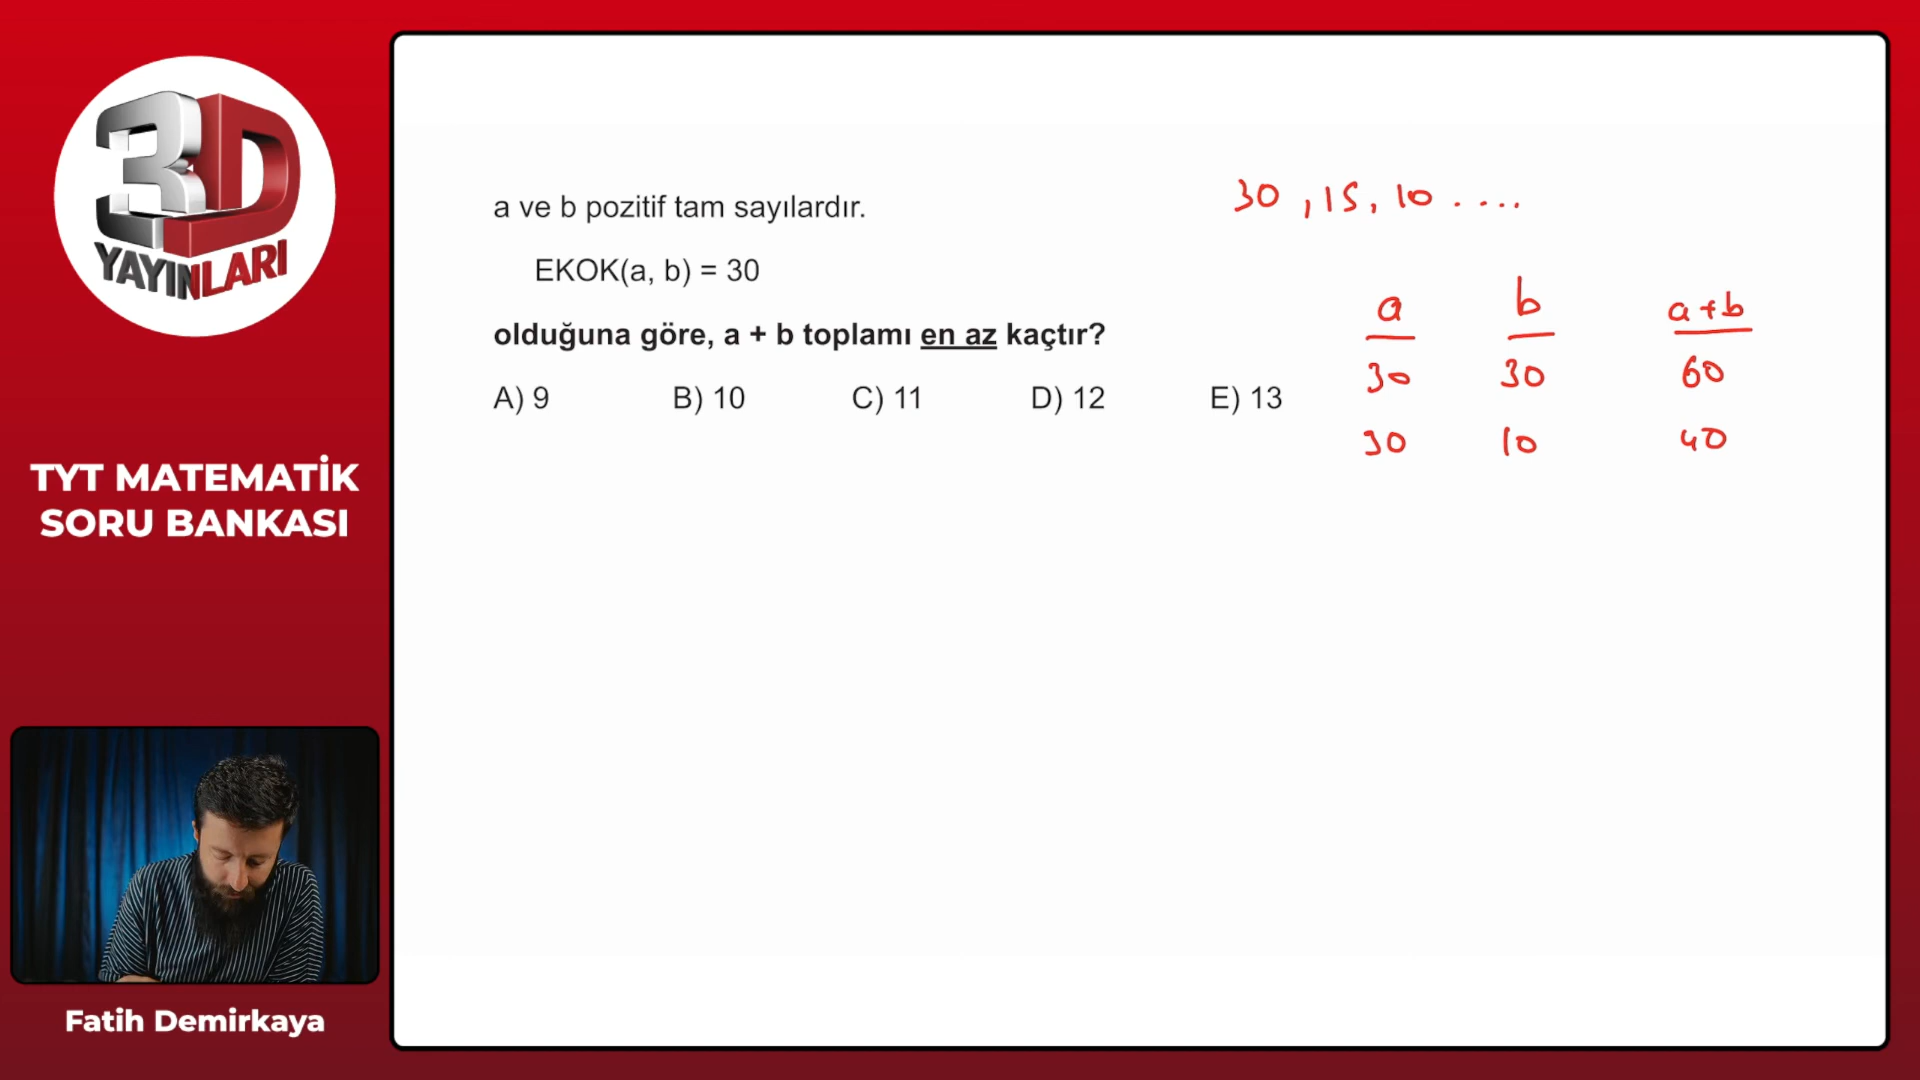 3D
YAYINLARI
TYT MATEMATİK
SORU BANKASI
Fatih Demirkaya
a ve b pozitif tam sayılardır.
EKOK(a, b) = 30
olduğuna göre, a + b toplamı en az kaçtır?
A) 9 B) 10 C) 11 D) 12 E) 13
30 , 15, 10 ....
a b a+b
30 30 60
30 10 40